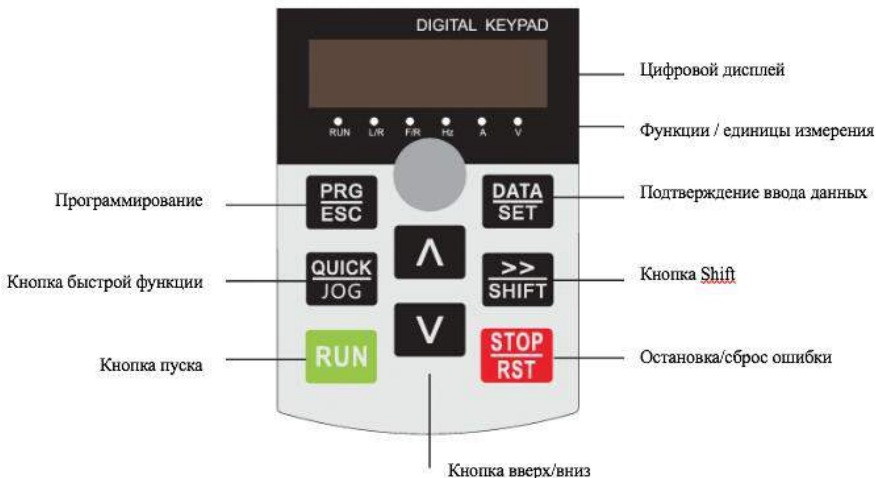 DIGITAL KEYPAD
Цифровой дисплей
RUN L/R F/R Hz A V
Функции / единицы измерения
Программирование
PRG
ESC
DATA
SET
Подтверждение ввода данных
Кнопка быстрой функции
QUICK
JOG
Λ
>>
SHIFT
Кнопка Shift
Кнопка пуска
RUN
V
STOP
RST
Остановка/сброс ошибки
Кнопка вверх/вниз